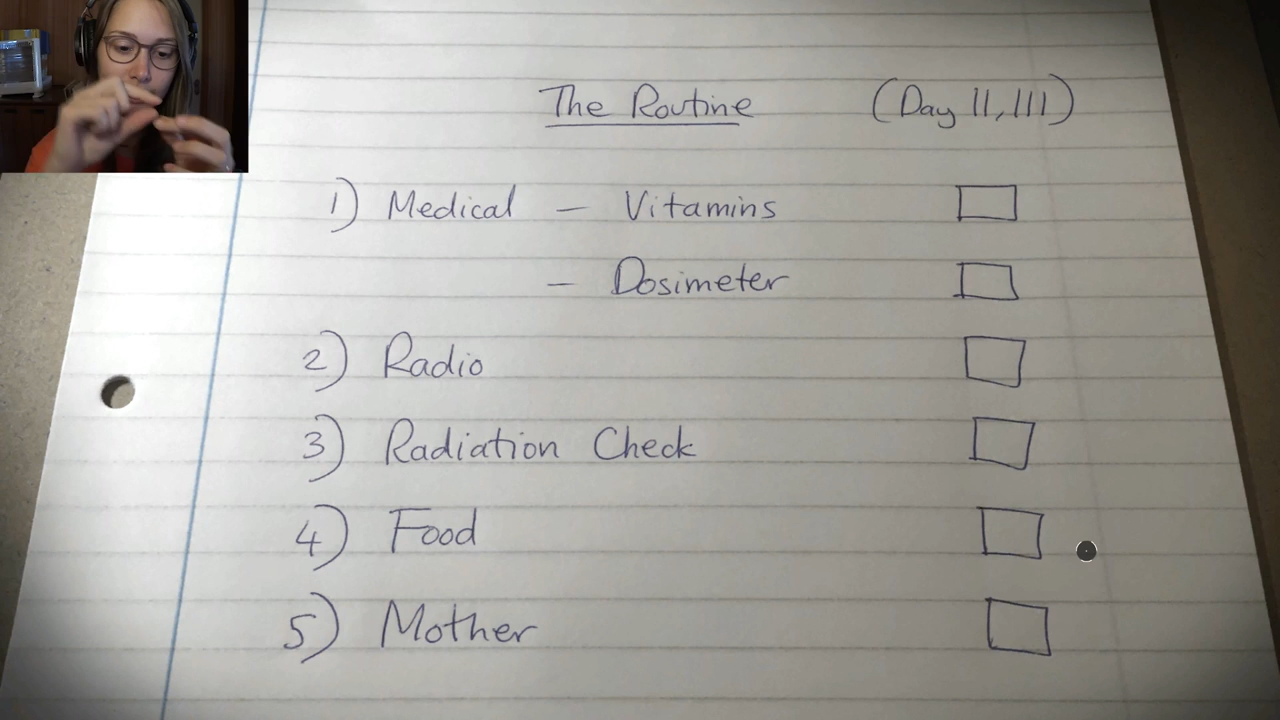 The Routine (Day II, III)
1) Medical – Vitamins
– Dosimeter
2) Radio
3) Radiation Check
4) Food
5) Mother